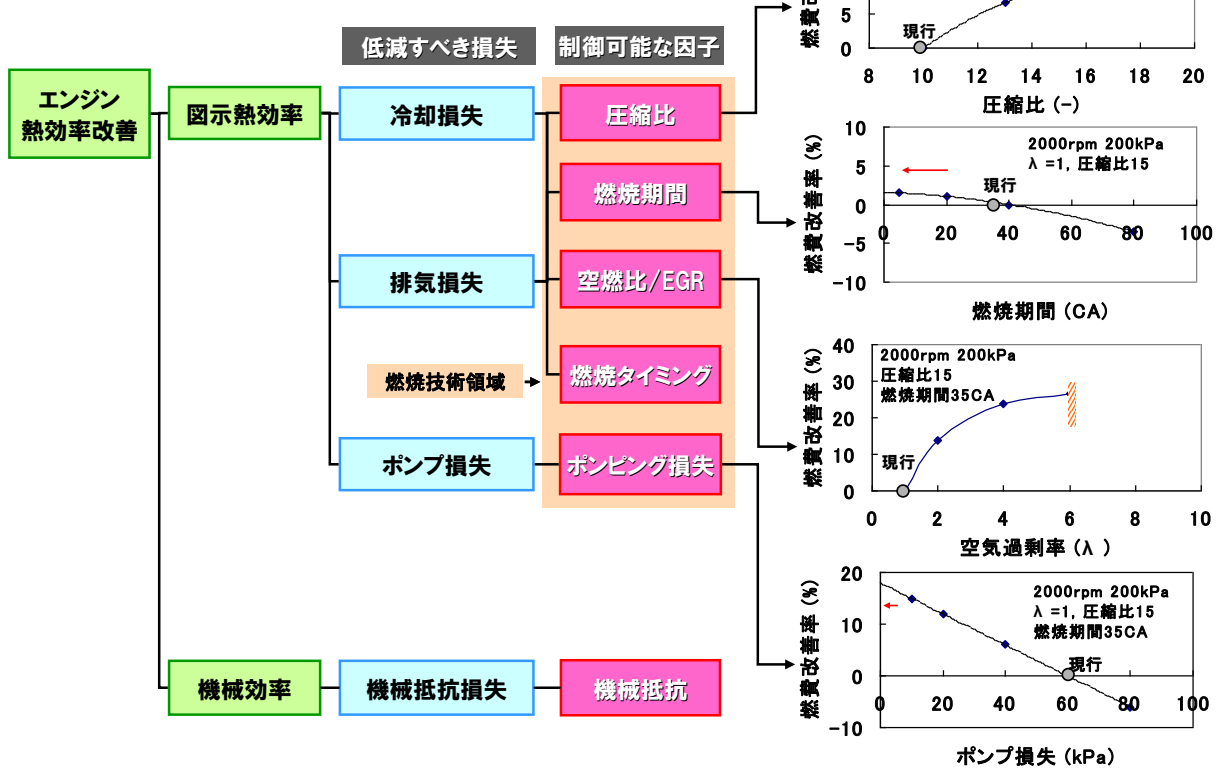 低減すべき損失
制御可能な因子
エンジン
熱効率改善
図示熱効率
冷却損失
圧縮比
燃焼期間
排気損失
空燃比/EGR
燃焼技術領域
燃焼タイミング
ポンプ損失
ポンピング損失
機械効率
機械抵抗損失
機械抵抗
5
0
現行
8 10 12 14 16 18 20
圧縮比 (-)
燃費改善率 (%)
10
5
0
-5
-10
2000rpm 200kPa
λ =1, 圧縮比15
現行
0 20 40 60 80 100
燃焼期間 (CA)
燃費改善率 (%)
40
30
20
10
0
2000rpm 200kPa
圧縮比15
燃焼期間35CA
現行
0 2 4 6 8 10
空気過剰率 (λ )
燃費改善率 (%)
20
10
0
-10
2000rpm 200kPa
λ =1, 圧縮比15
燃焼期間35CA
現行
0 20 40 60 80 100
ポンプ損失 (kPa)